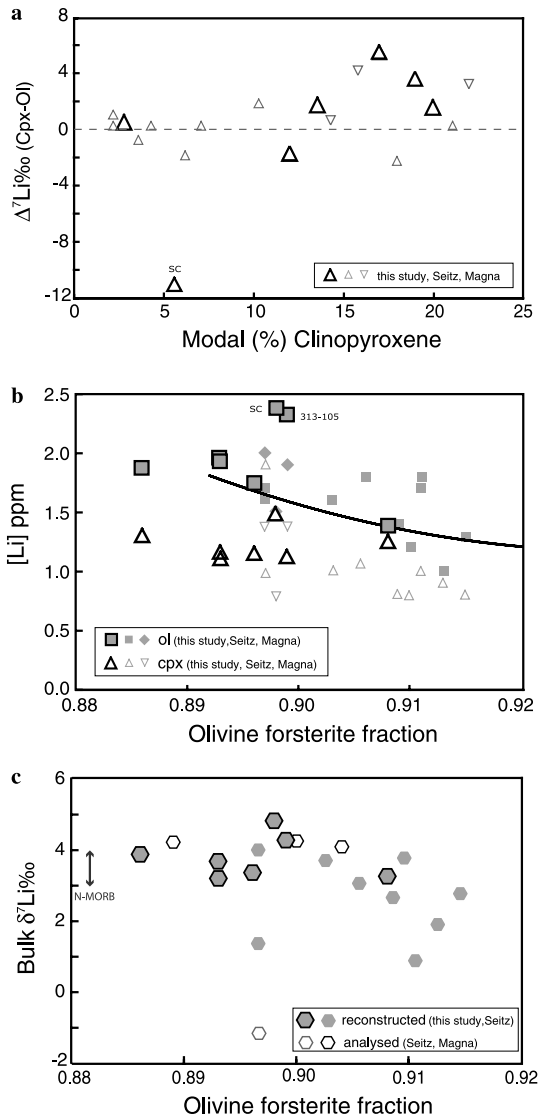 a
8
4
0
-4
-8
-12
Δ⁷Li‰ (Cpx-Ol)
SC
this study, Seitz, Magna
0 5 10 15 20 25
Modal (%) Clinopyroxene
b
2.5
2.0
1.5
1.0
0.5
0.0
[Li] ppm
SC
313-105
ol (this study,Seitz, Magna)
cpx (this study, Seitz, Magna)
0.88 0.89 0.90 0.91 0.92
Olivine forsterite fraction
c
6
4
2
0
-2
Bulk δ⁷Li‰
N-MORB
reconstructed (this study,Seitz)
analysed (Seitz, Magna)
0.88 0.89 0.90 0.91 0.92
Olivine forsterite fraction